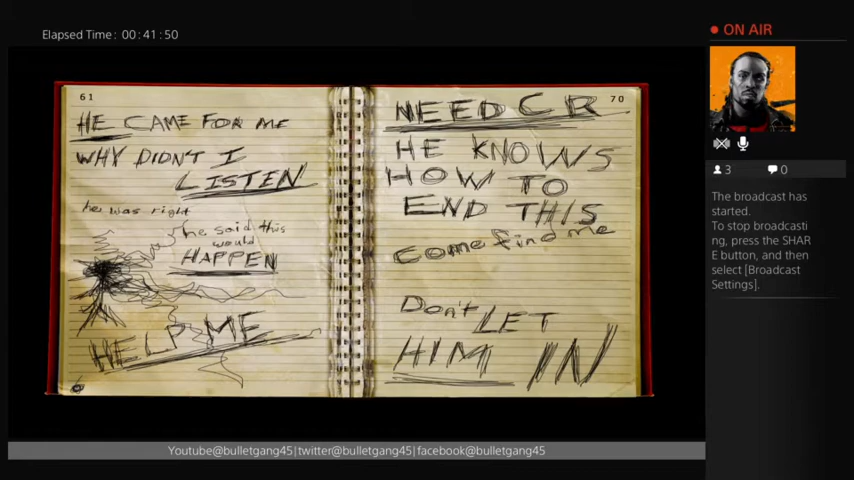 Elapsed Time: 00:41:50
ON AIR
61
HE CAME FOR ME
WHY DIDN'T I
LISTEN
he was right
he said this
would
HAPPEN
HELP ME
70
NEED CR
HE KNOWS
HOW TO
END THIS
come find me
Don't LET
HIM IN
3
0
The broadcast has
started.
To stop broadcasti
ng, press the SHAR
E button, and then
select [Broadcast
Settings].
Youtube@bulletgang45|twitter@bulletgang45|facebook@bulletgang45